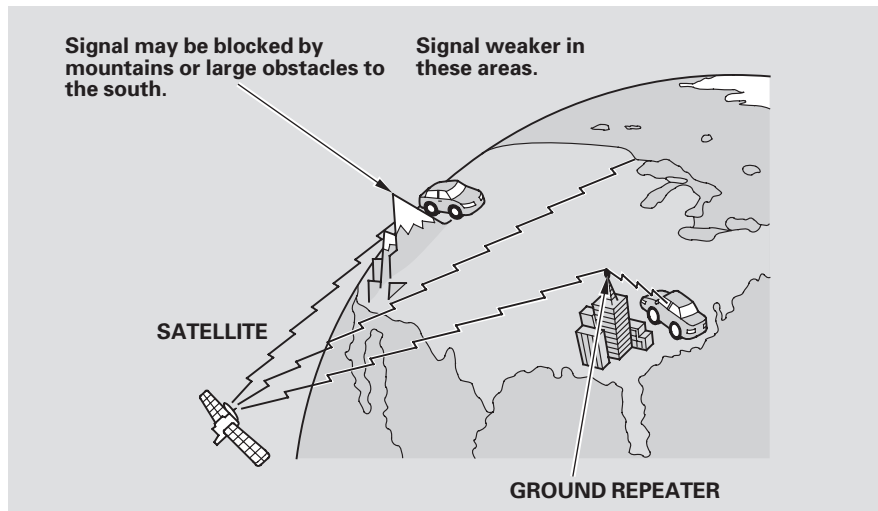 Signal may be blocked by
mountains or large obstacles to
the south.
Signal weaker in
these areas.
SATELLITE
GROUND REPEATER